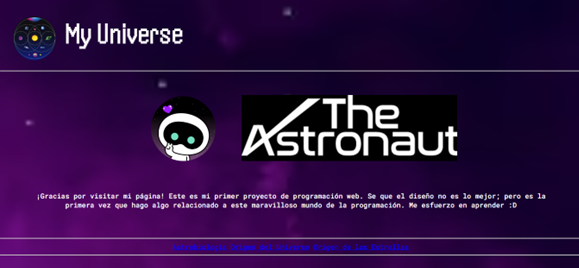 My Universe
The
Astronaut
¡Gracias por visitar mi página! Este es mi primer proyecto de programación web. Se que el diseño no es lo mejor; pero es la
primera vez que hago algo relacionado a este maravilloso mundo de la programación. Me esfuerzo en aprender :D